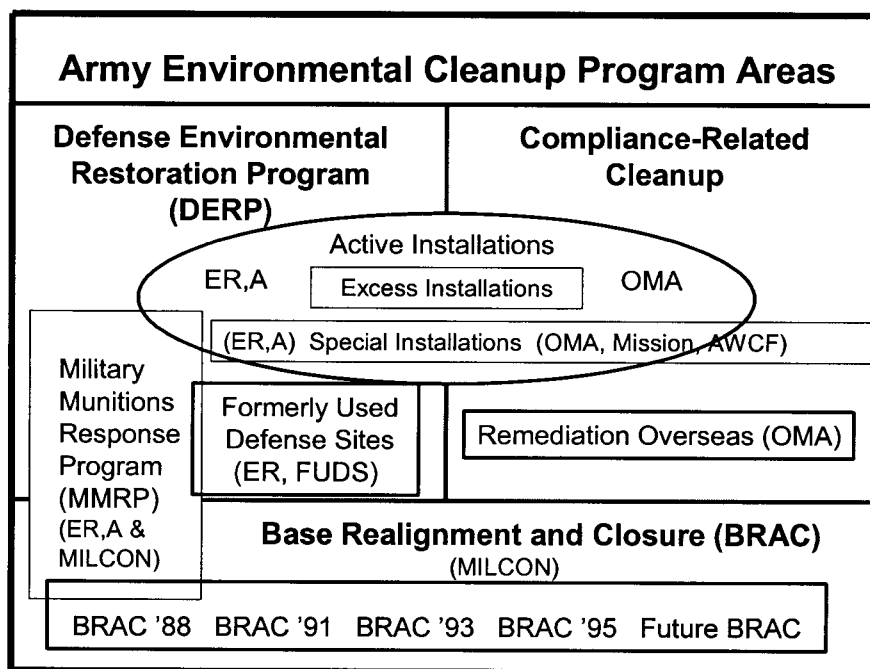 Army Environmental Cleanup Program Areas
Defense Environmental
Restoration Program
(DERP)
Compliance-Related
Cleanup
Active Installations
ER,A
Excess Installations
OMA
(ER,A) Special Installations (OMA, Mission, AWCF)
Military
Munitions
Response
Program
(MMRP)
(ER,A &
MILCON)
Formerly Used
Defense Sites
(ER, FUDS)
Remediation Overseas (OMA)
Base Realignment and Closure (BRAC)
(MILCON)
BRAC '88 BRAC '91 BRAC '93 BRAC '95 Future BRAC